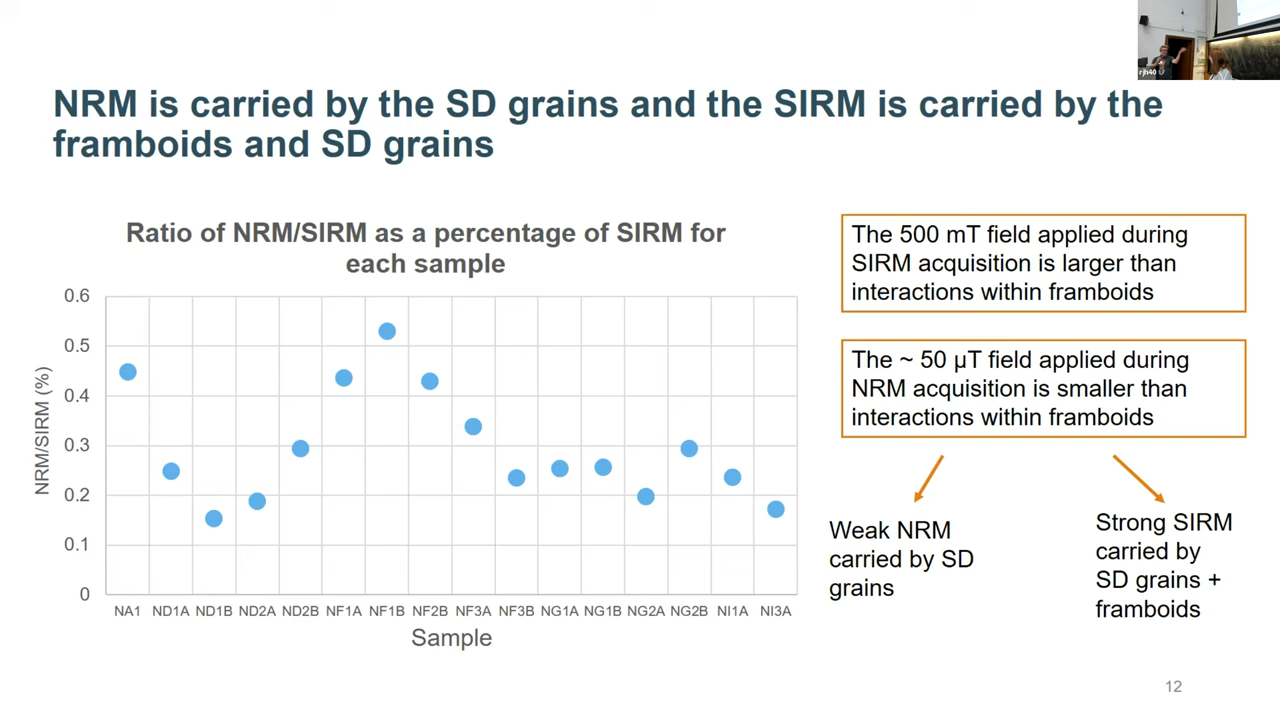 rjh40
NRM is carried by the SD grains and the SIRM is carried by the
framboids and SD grains
Ratio of NRM/SIRM as a percentage of SIRM for
each sample
0.6
0.5
0.4
0.3
0.2
0.1
0
NRM/SIRM (%)
NA1 ND1A ND1B ND2A ND2B NF1A NF1B NF2B NF3A NF3B NG1A NG1B NG2A NG2B NI1A NI3A
Sample
The 500 mT field applied during
SIRM acquisition is larger than
interactions within framboids
The ~ 50 µT field applied during
NRM acquisition is smaller than
interactions within framboids
Weak NRM
carried by SD
grains
Strong SIRM
carried by
SD grains +
framboids
12